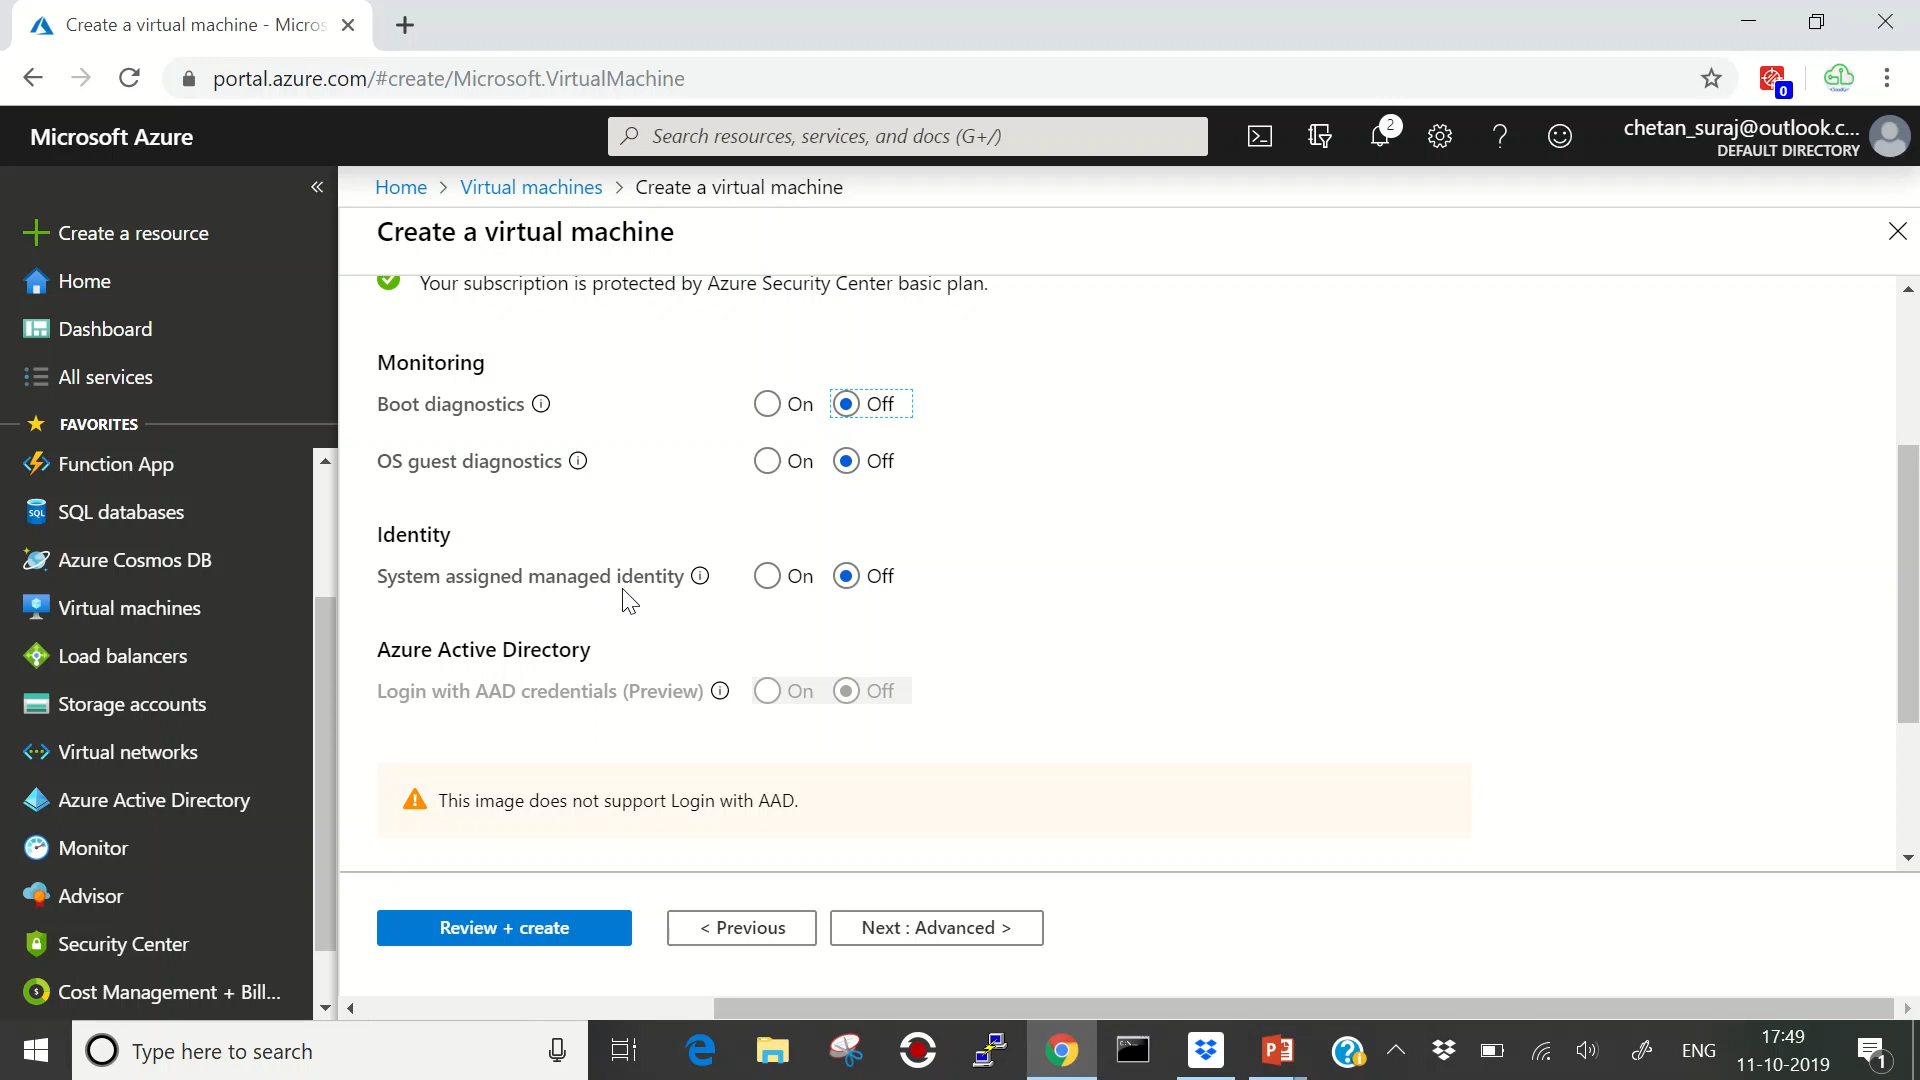 Create a virtual machine - Micros
portal.azure.com/#create/Microsoft.VirtualMachine
0
Microsoft Azure
Search resources, services, and docs (G+/)
2
chetan_suraj@outlook.c...
DEFAULT DIRECTORY
Home > Virtual machines > Create a virtual machine
Create a virtual machine
Create a resource
Home
Dashboard
All services
FAVORITES
Function App
SQL databases
Azure Cosmos DB
Virtual machines
Load balancers
Storage accounts
Virtual networks
Azure Active Directory
Monitor
Advisor
Security Center
Cost Management + Bill...
Your subscription is protected by Azure Security Center basic plan.
Monitoring
Boot diagnostics On Off
OS guest diagnostics On Off
Identity
System assigned managed identity On Off
Azure Active Directory
Login with AAD credentials (Preview) On Off
This image does not support Login with AAD.
Review + create
< Previous
Next : Advanced >
Type here to search
ENG
17:49
11-10-2019
1